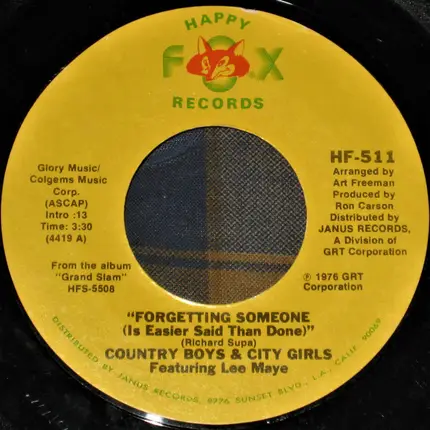 HAPPY
FOX
RECORDS
Glory Music/
Colgems Music
Corp.
(ASCAP)
Intro :13
Time: 3:30
(4419 A)
From the album
"Grand Slam"
HFS-5508
HF-511
Arranged by
Art Freeman
Produced by
Ron Carson
Distributed by
JANUS RECORDS,
A Division of
GRT Corporation
℗ 1976 GRT
Corporation
"FORGETTING SOMEONE
(Is Easier Said Than Done)"
(Richard Supa)
COUNTRY BOYS & CITY GIRLS
Featuring Lee Maye
DISTRIBUTED BY JANUS RECORDS, 8776 SUNSET BLVD., L.A., CALIF. 90069